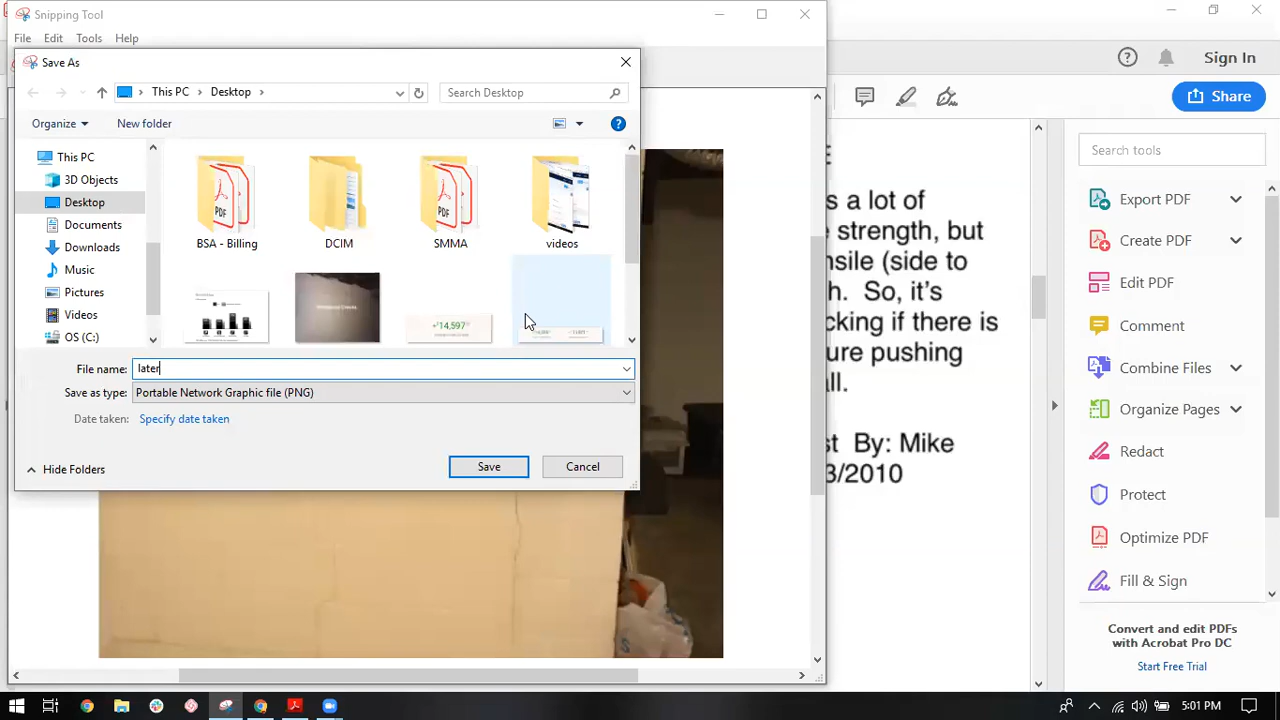 Snipping Tool
File Edit Tools Help
Save As
This PC Desktop
Search Desktop
Organize New folder
This PC
3D Objects
Desktop
Documents
Downloads
Music
Pictures
Videos
OS (C:)
PDF
BSA - Billing
DCIM
PDF
SMMA
videos
14,597
File name: later
Save as type: Portable Network Graphic file (PNG)
Date taken: Specify date taken
Hide Folders
Save Cancel
Sign In
Share
s a lot of
strength, but
nsile (side to
h. So, it's
cking if there is
ure pushing
all.
st By: Mike
3/2010
Search tools
Export PDF
Create PDF
Edit PDF
Comment
Combine Files
Organize Pages
Redact
Protect
Optimize PDF
Fill & Sign
Convert and edit PDFs
with Acrobat Pro DC
Start Free Trial
5:01 PM